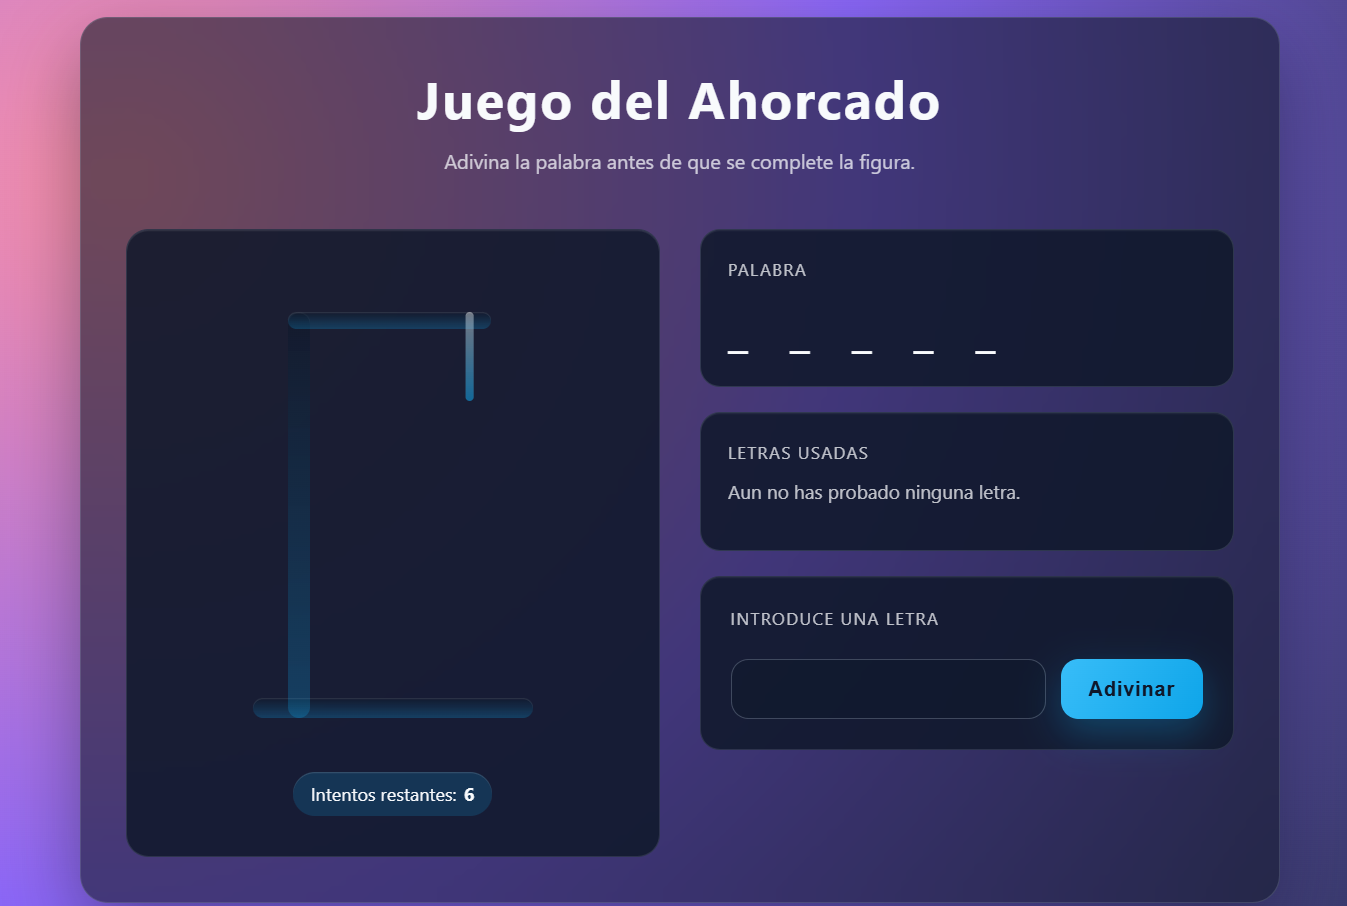 Juego del Ahorcado
Adivina la palabra antes de que se complete la figura.
PALABRA
_ _ _ _ _
LETRAS USADAS
Aun no has probado ninguna letra.
INTRODUCE UNA LETRA
Adivinar
Intentos restantes: 6